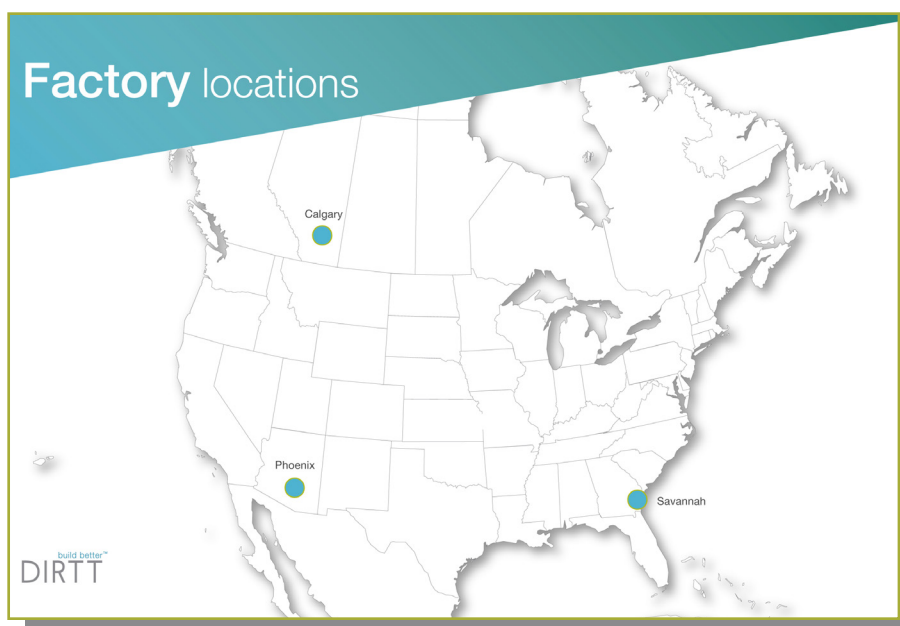 Factory locations
Calgary
Phoenix
Savannah
build better™
DIRTT